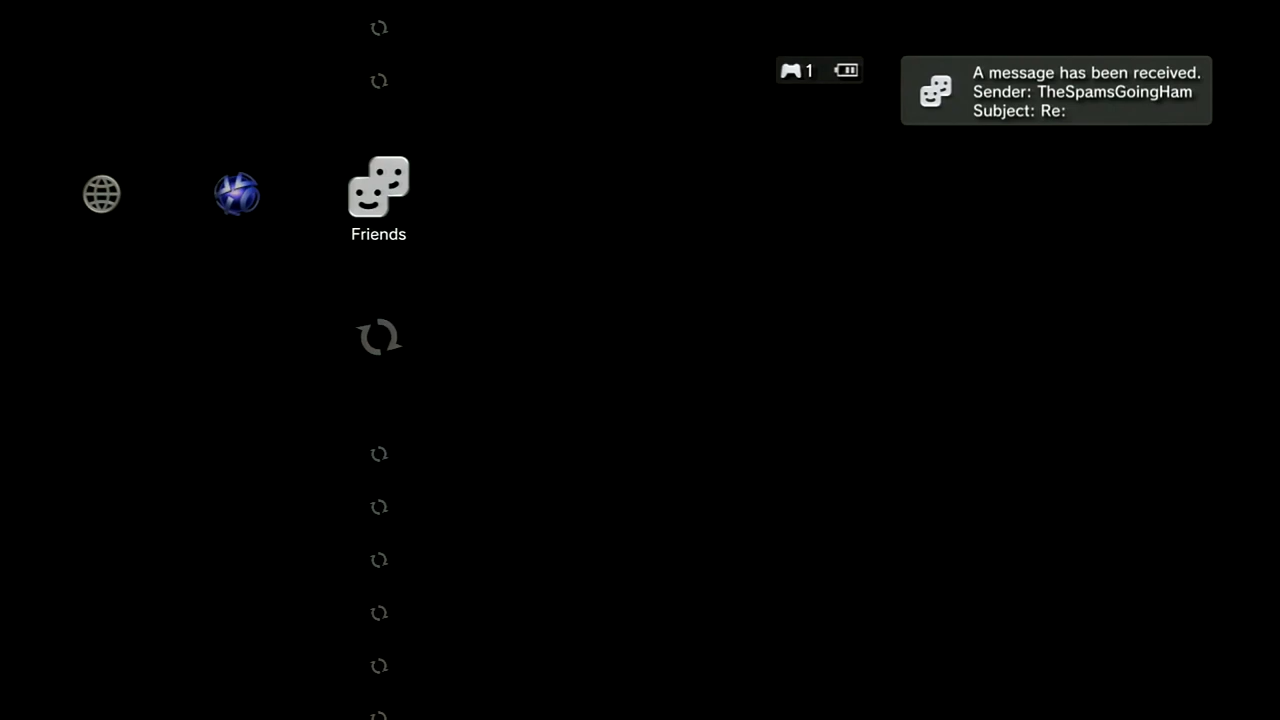 1
A message has been received.
Sender: TheSpamsGoingHam
Subject: Re:
Friends